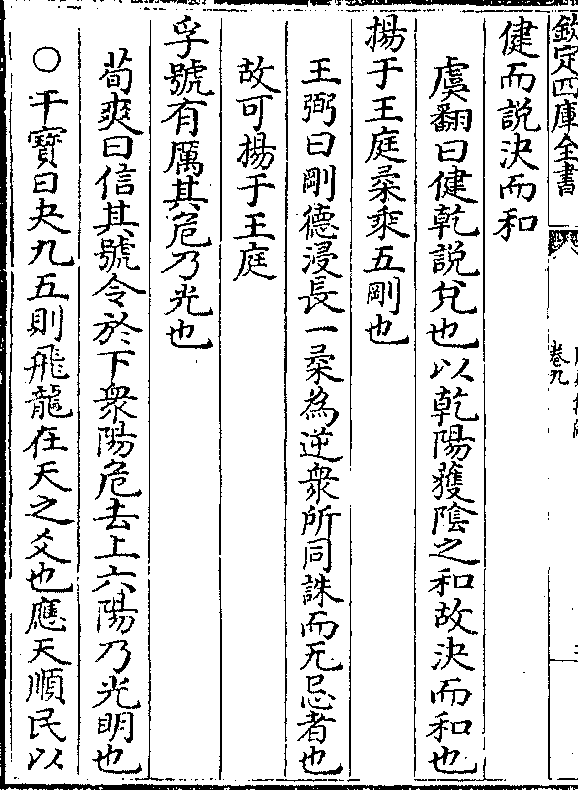 欽定四庫全書
卷九
健而說決而和
虞翻曰健乾說兌也以乾陽獲陰之和故決而和也
揚于王庭柔乘五剛也
王弼曰剛德浸長一柔為逆衆所同誅而无忌者也
故可揚于王庭
孚號有厲其危乃光也
荀爽曰信其號令於下衆陽危去上六陽乃光明也
○干寶曰夬九五則飛龍在天之爻也應天順民以